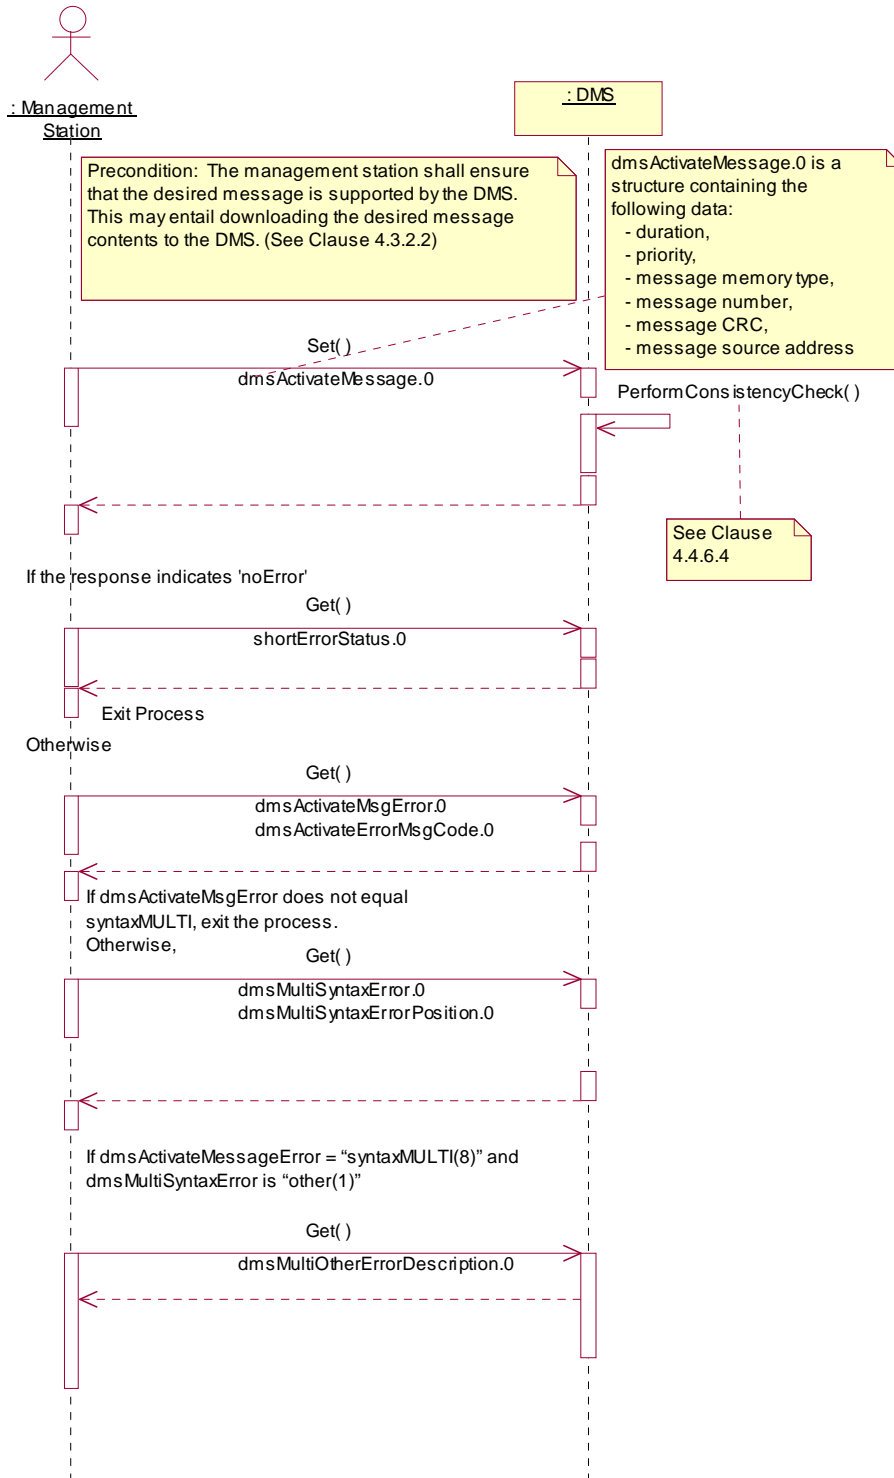 : Management
Station
: DMS
Precondition: The management station shall ensure
that the desired message is supported by the DMS.
This may entail downloading the desired message
contents to the DMS. (See Clause 4.3.2.2)
dmsActivateMessage.0 is a
structure containing the
following data:
- duration,
- priority,
- message memory type,
- message number,
- message CRC,
- message source address
Set( )
dmsActivateMessage.0
PerformConsistencyCheck( )
See Clause
4.4.6.4
If the response indicates 'noError'
Get( )
shortErrorStatus.0
Exit Process
Otherwise
Get( )
dmsActivateMsgError.0
dmsActivateErrorMsgCode.0
If dmsActivateMsgError does not equal
syntaxMULTI, exit the process.
Otherwise,
Get( )
dmsMultiSyntaxError.0
dmsMultiSyntaxErrorPosition.0
If dmsActivateMessageError = “syntaxMULTI(8)” and
dmsMultiSyntaxError is “other(1)”
Get( )
dmsMultiOtherErrorDescription.0